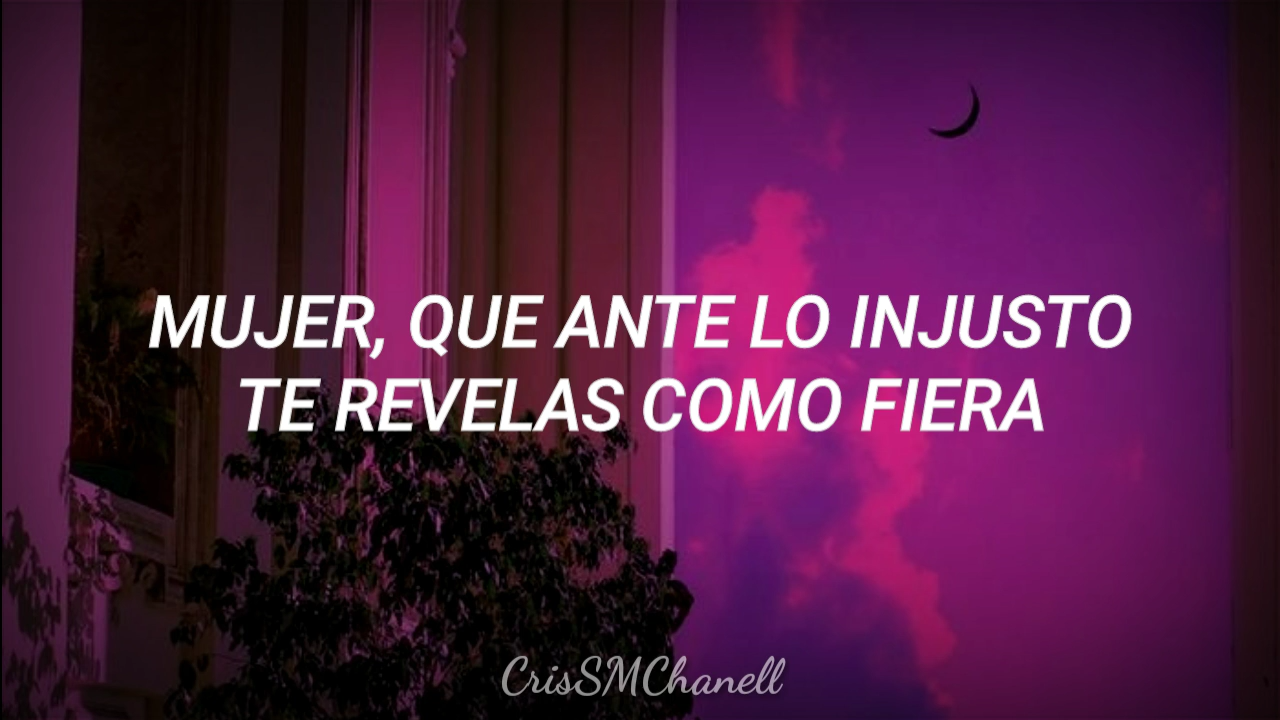 MUJER, QUE ANTE LO INJUSTO
TE REVELAS COMO FIERA
CrisSMChanell